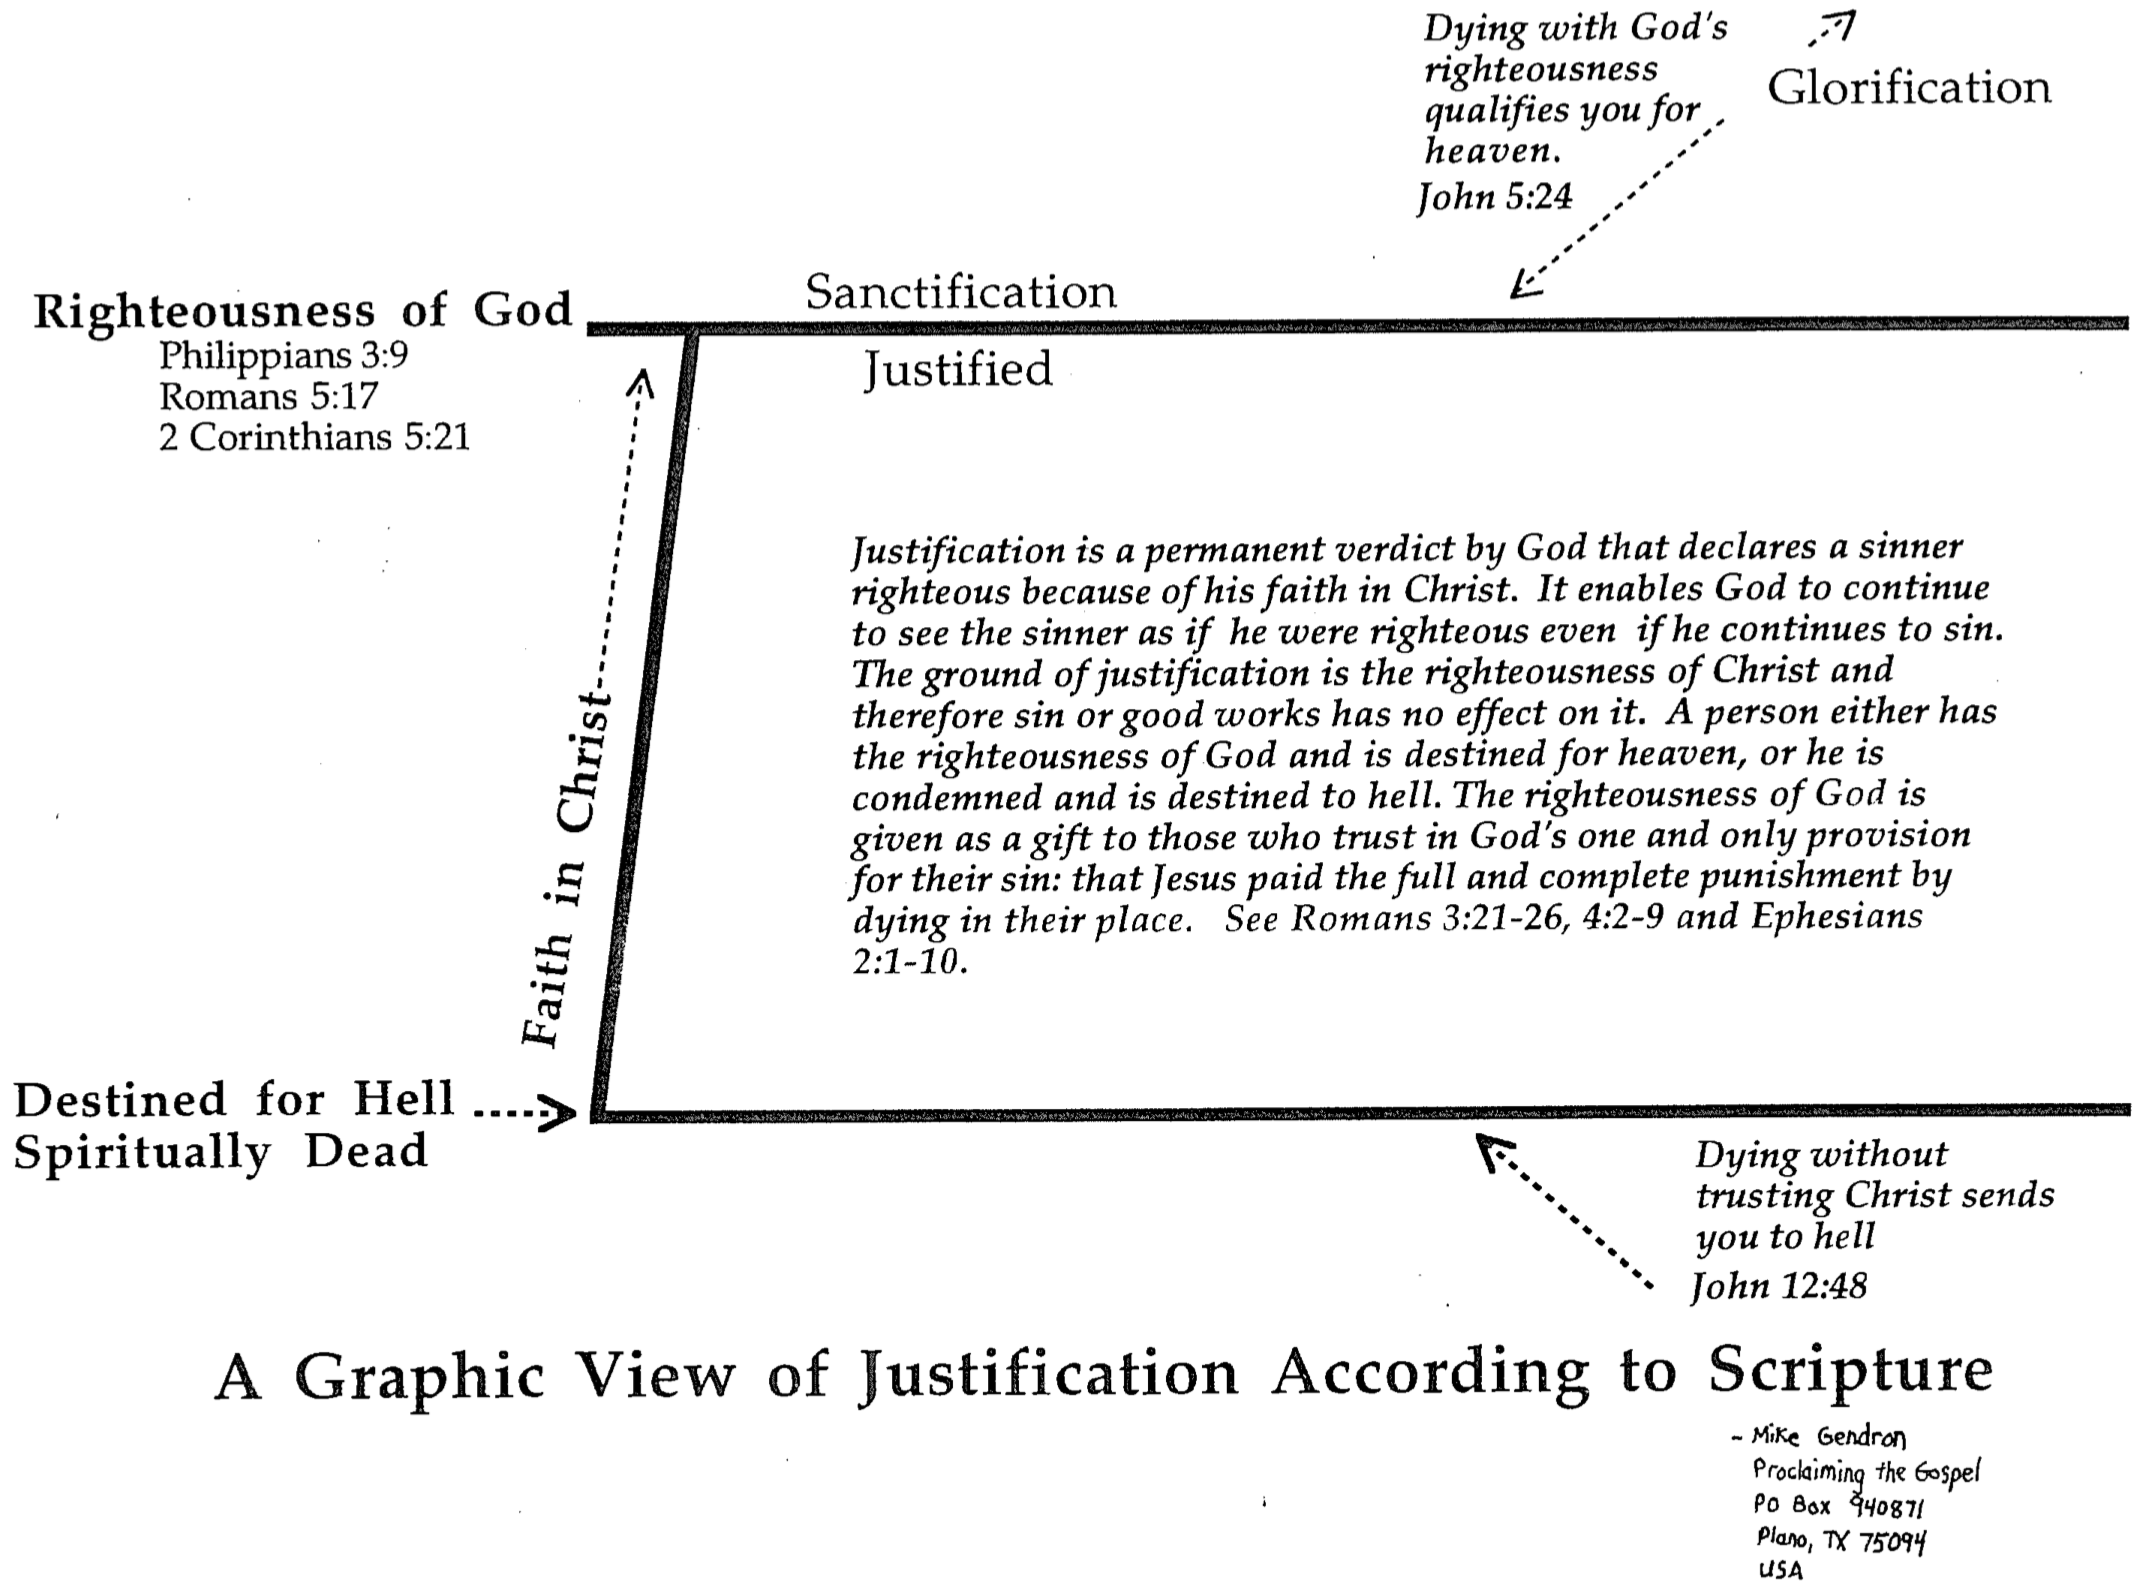 Dying with God's
righteousness
qualifies you for
heaven.
John 5:24
Glorification
Righteousness of God
Philippians 3:9
Romans 5:17
2 Corinthians 5:21
Sanctification
Justified
Faith in Christ
Justification is a permanent verdict by God that declares a sinner
righteous because of his faith in Christ. It enables God to continue
to see the sinner as if he were righteous even if he continues to sin.
The ground of justification is the righteousness of Christ and
therefore sin or good works has no effect on it. A person either has
the righteousness of God and is destined for heaven, or he is
condemned and is destined to hell. The righteousness of God is
given as a gift to those who trust in God's one and only provision
for their sin: that Jesus paid the full and complete punishment by
dying in their place. See Romans 3:21-26, 4:2-9 and Ephesians
2:1-10.
Destined for Hell
Spiritually Dead
Dying without
trusting Christ sends
you to hell
John 12:48
A Graphic View of Justification According to Scripture
- Mike Gendron
Proclaiming the Gospel
PO Box 940871
Plano, TX 75094
USA